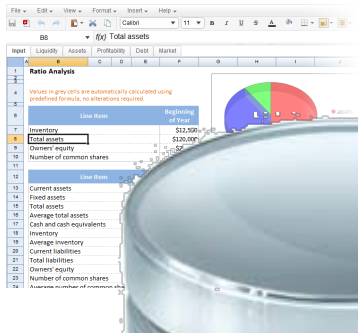 File Edit View Format Insert Help
Calibri 11 B I U S A
B8 f(x) Total assets
Input Liquidity Assets Profitability Debt Market
A B C D E F G H I
1 Ratio Analysis
2
3
4 Values in grey cells are automatically calculated using
predefined formula, no alterations required.
5
6 Line Item Beginning
of Year
7 Inventory $12,500
8 Total assets $120,000
9 Owners' equity
10 Number of common shares
11
12 Line Item
13 Current assets
14 Fixed assets
15 Total assets
16 Average total assets
17 Cash and cash equivalents
18 Inventory
19 Average inventory
20 Current liabilities
21 Total liabilities
22 Owners' equity
23 Number of common shares
24 Average number of common